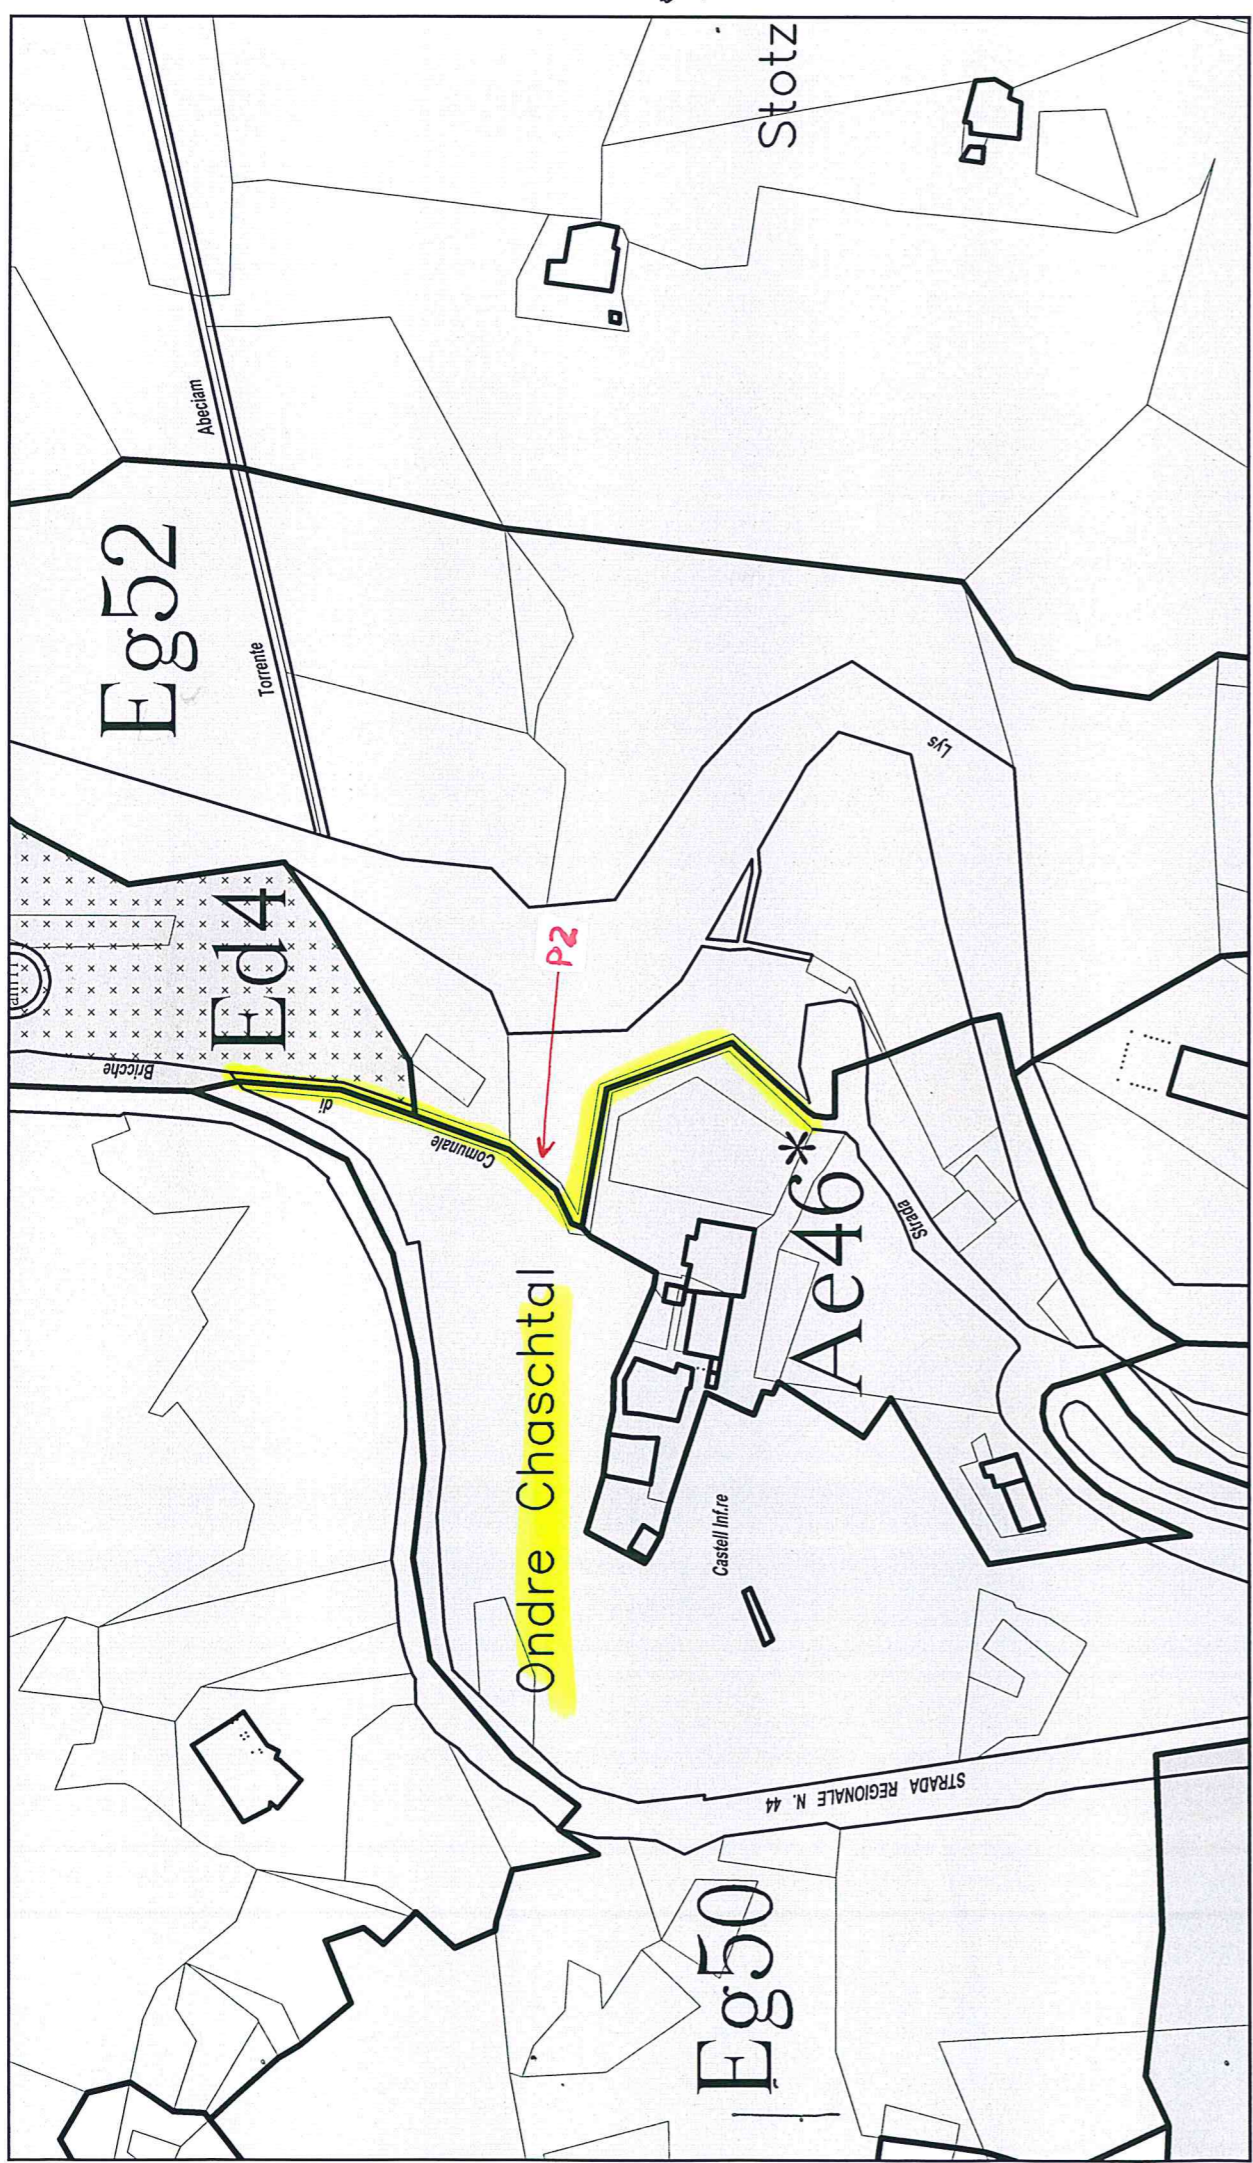 Stotz
Abeciam
Eg52
Torrente
Lys
Ed4
P2
Bricche
di
Comunale
Ae46
*
Strada
Ondre Chaschtal
Castell Inf.re
STRADA REGIONALE N. 44
Eg50